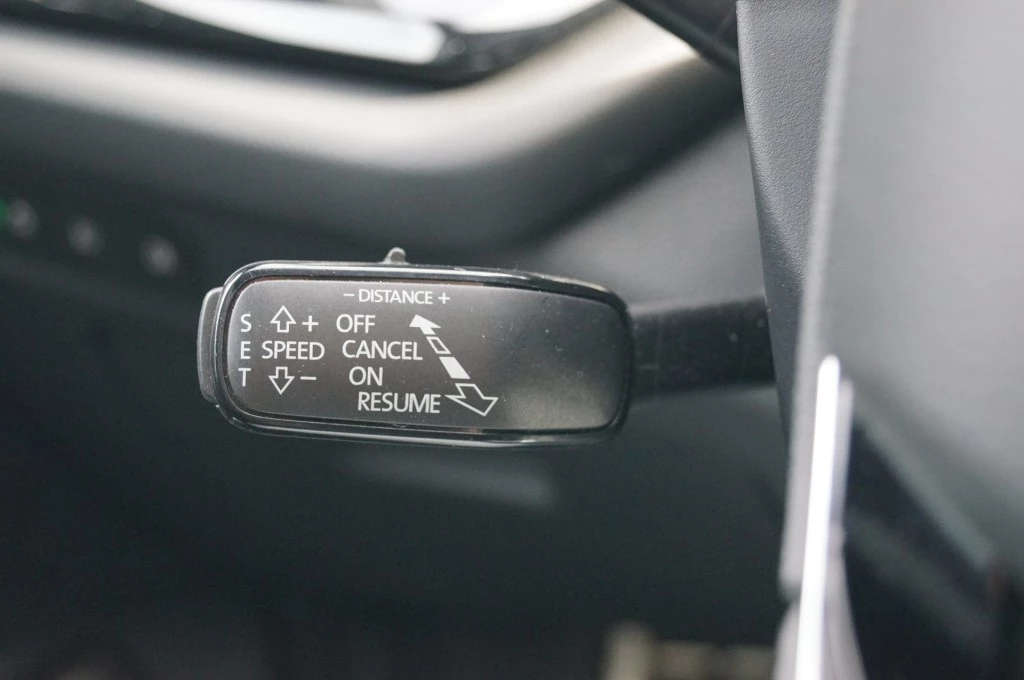 – DISTANCE +
S + OFF
E SPEED CANCEL
T – ON
RESUME